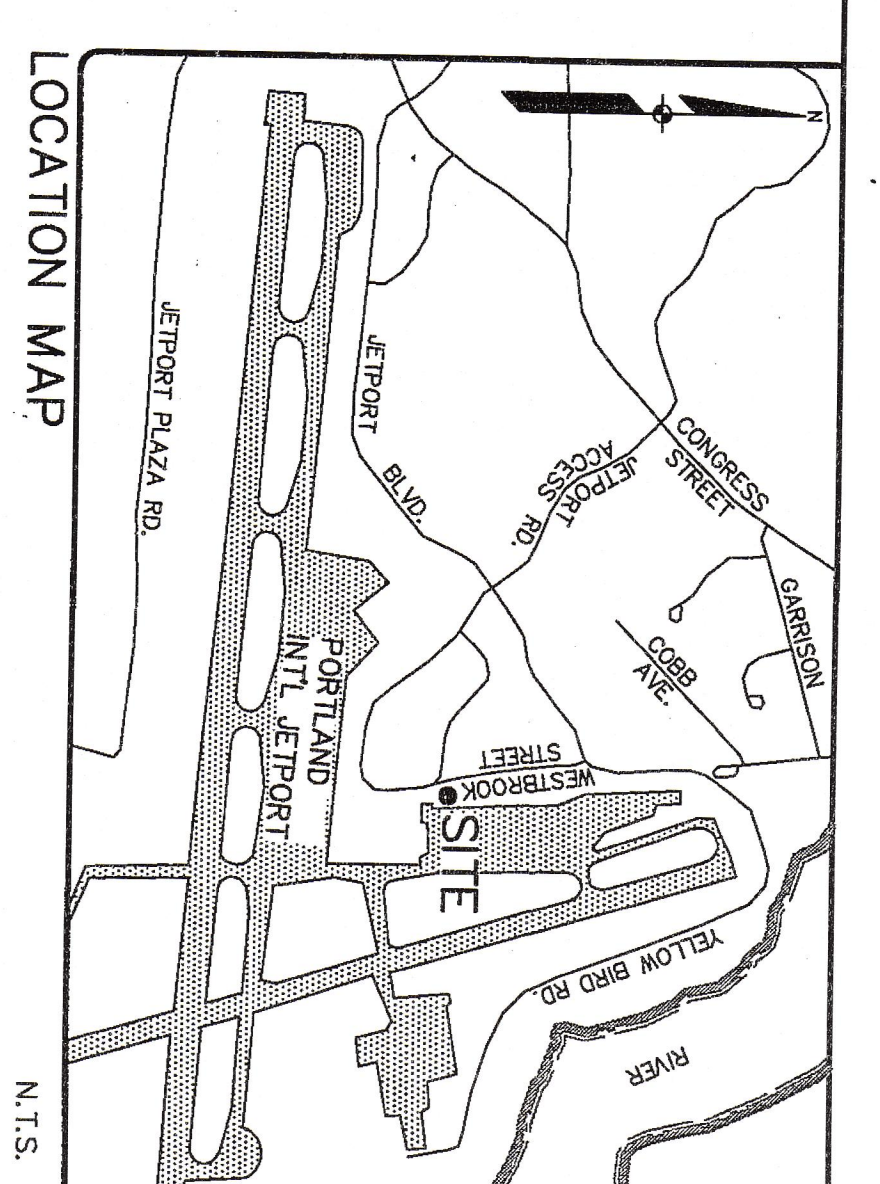 N
CONGRESS
STREET
GARRISON
COBB
AVE.
JETPORT
ACCESS RD.
JETPORT
BLVD.
WESTBROOK
STREET
SITE
YELLOW BIRD RD.
RIVER
PORTLAND
INT'L JETPORT
JETPORT PLAZA RD.
LOCATION MAP
N.T.S.